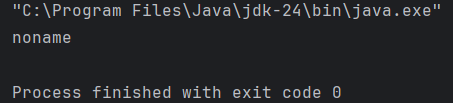 "C:\Program Files\Java\jdk-24\bin\java.exe"
noname
Process finished with exit code 0